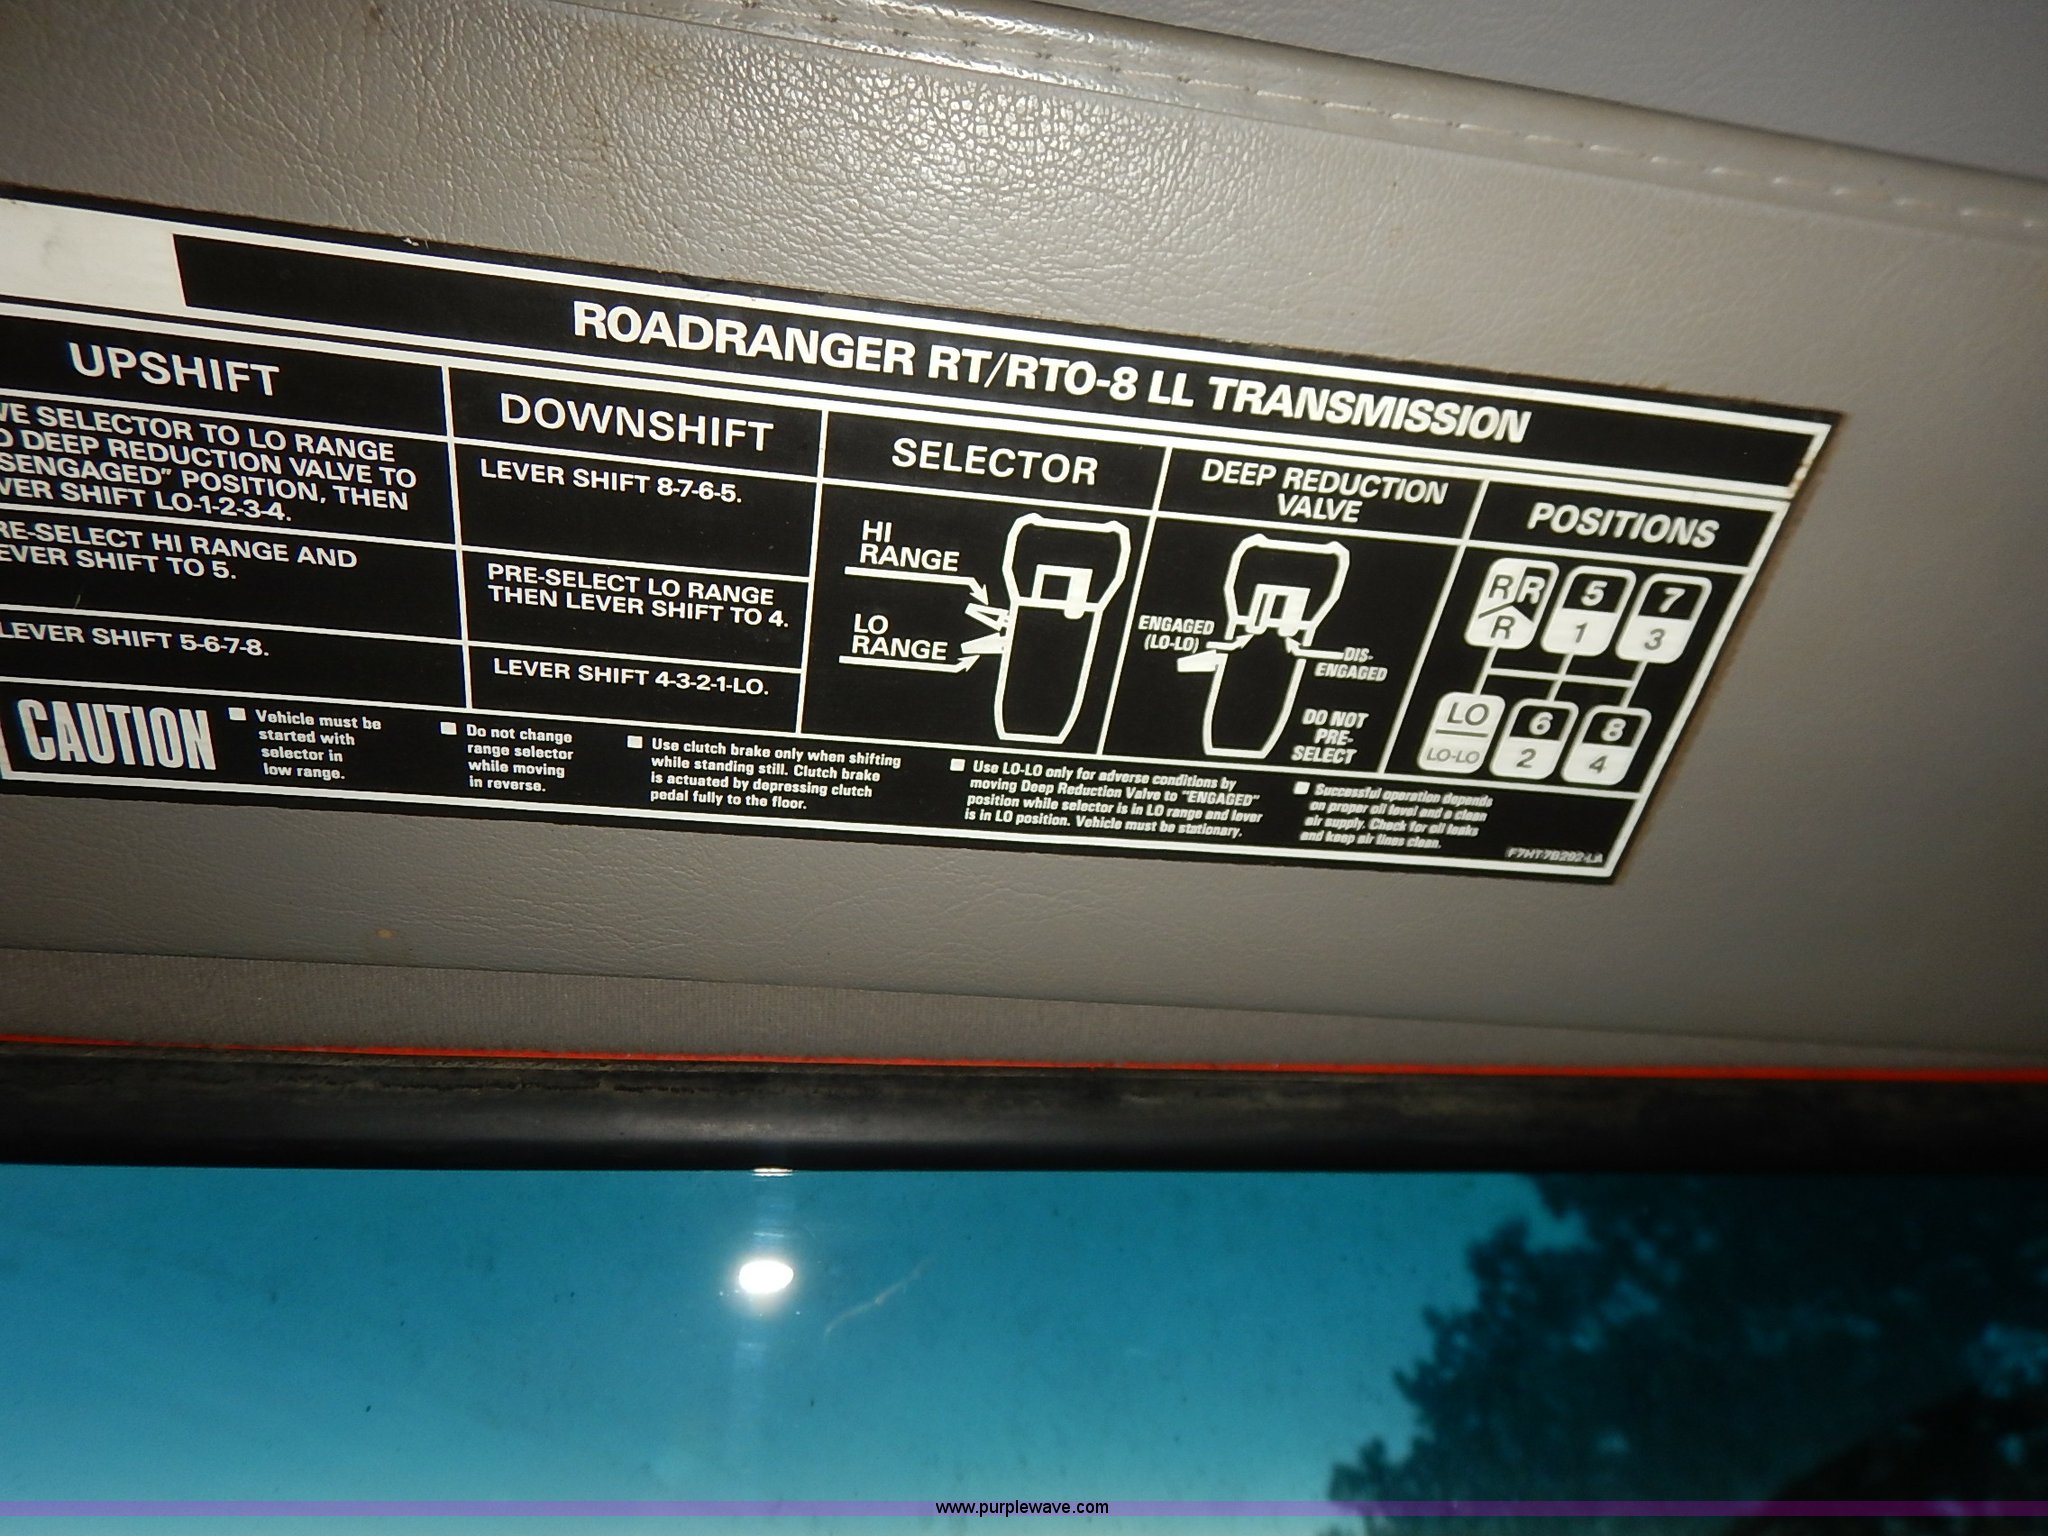 ROADRANGER RT/RTO-8 LL TRANSMISSION
UPSHIFT
VE SELECTOR TO LO RANGE
D DEEP REDUCTION VALVE TO
SENGAGED" POSITION, THEN
VER SHIFT LO-1-2-3-4.
RE-SELECT HI RANGE AND
EVER SHIFT TO 5.
LEVER SHIFT 5-6-7-8.
DOWNSHIFT
LEVER SHIFT 8-7-6-5.
PRE-SELECT LO RANGE
THEN LEVER SHIFT TO 4.
LEVER SHIFT 4-3-2-1-LO.
SELECTOR
HI
RANGE
LO
RANGE
DEEP REDUCTION
VALVE
ENGAGED
(LO-LO)
DIS-
ENGAGED
DO NOT
PRE-
SELECT
POSITIONS
R R 5 7
R 1 3
LO 6 8
LO-LO 2 4
CAUTION
Vehicle must be
started with
selector in
low range.
Do not change
range selector
while moving
in reverse.
Use clutch brake only when shifting
while standing still. Clutch brake
is actuated by depressing clutch
pedal fully to the floor.
Use LO-LO only for adverse conditions by
moving Deep Reduction Valve to "ENGAGED"
position while selector is in LO range and lever
is in LO position. Vehicle must be stationary.
Successful operation depends
on proper oil level and a clean
air supply. Check for oil leaks
and keep air lines clean.
F7HT-7B292-LA
www.purplewave.com